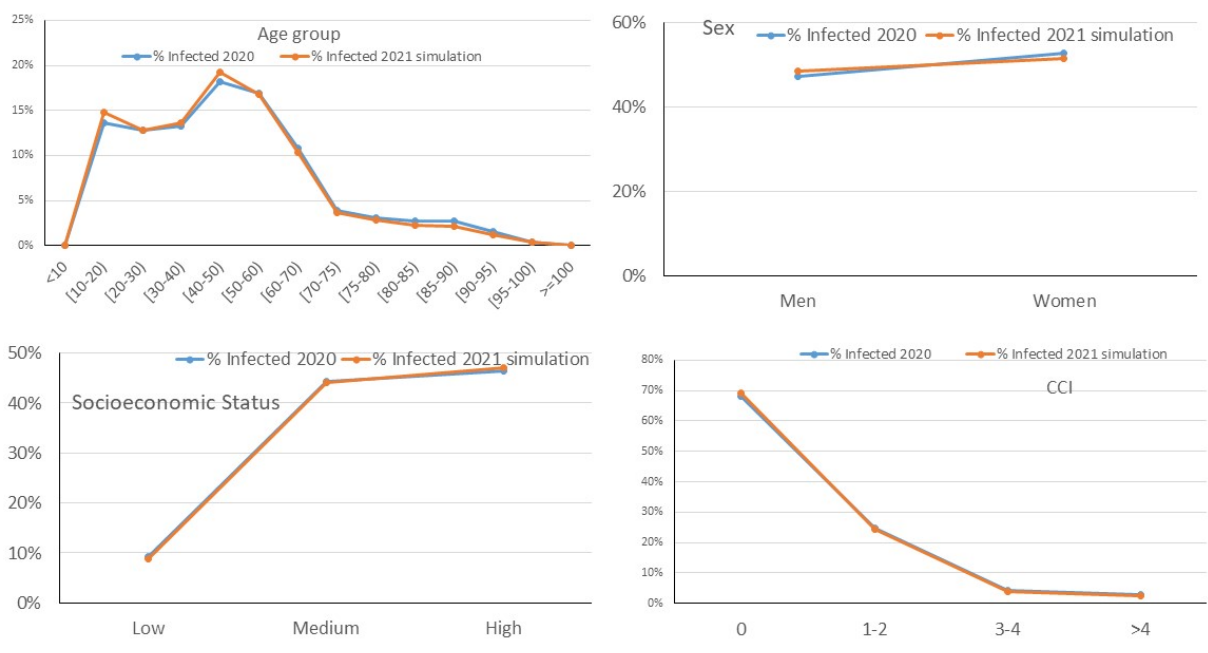 Age group
% Infected 2020 % Infected 2021 simulation
25%
20%
15%
10%
5%
0%
<10 [10-20) [20-30) [30-40) [40-50) [50-60) [60-70) [70-75) [75-80) [80-85) [85-90) [90-95) [95-100) >=100
Sex
% Infected 2020 % Infected 2021 simulation
60%
40%
20%
0%
Men Women
% Infected 2020 % Infected 2021 simulation
Socioeconomic Status
50%
40%
30%
20%
10%
0%
Low Medium High
% Infected 2020 % Infected 2021 simulation
CCI
80%
70%
60%
50%
40%
30%
20%
10%
0%
0 1-2 3-4 >4